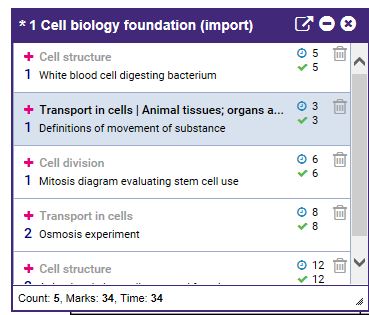 * 1 Cell biology foundation (import)
Cell structure 5
1 White blood cell digesting bacterium 5
Transport in cells | Animal tissues; organs a... 3
1 Definitions of movement of substance 3
Cell division 6
1 Mitosis diagram evaluating stem cell use 6
Transport in cells 8
2 Osmosis experiment 8
Cell structure 12
12
Count: 5, Marks: 34, Time: 34